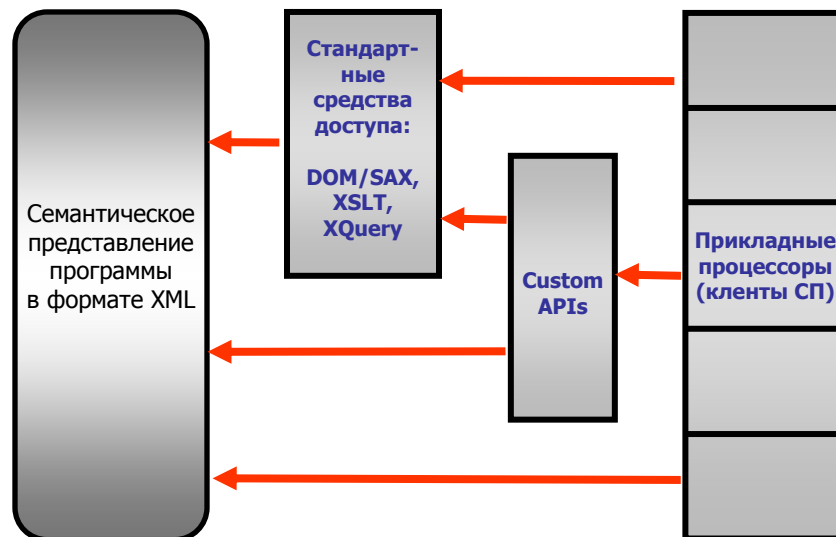 Семантическое
представление
программы
в формате XML
Стандарт-
ные
средства
доступа:
DOM/SAX,
XSLT,
XQuery
Custom
APIs
Прикладные
процессоры
(кленты СП)